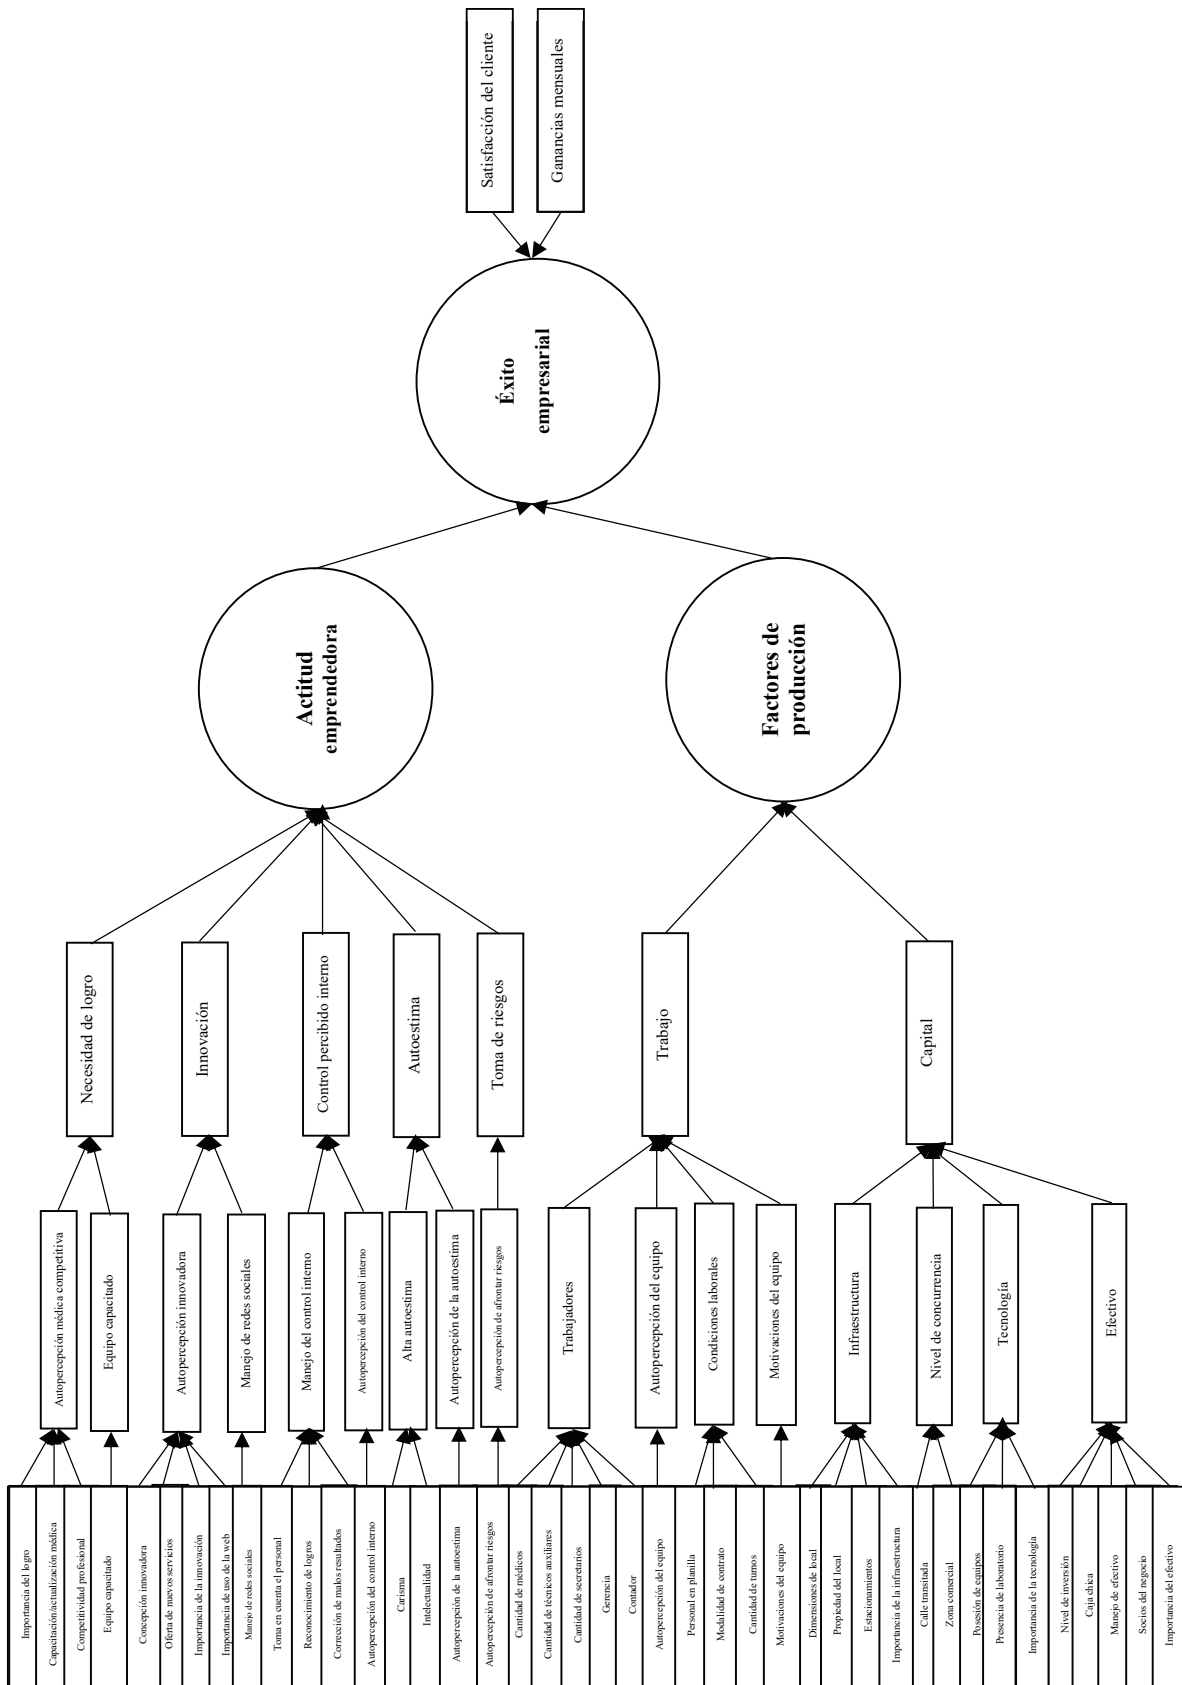 Satisfacción del cliente
Ganancias mensuales
Éxito
empresarial
Actitud
emprendedora
Factores de
producción
Necesidad de logro
Innovación
Control percibido interno
Autoestima
Toma de riesgos
Trabajo
Capital
Autopercepción médica competitiva
Equipo capacitado
Autopercepción innovadora
Manejo de redes sociales
Manejo del control interno
Autopercepción del control interno
Alta autoestima
Autopercepción de la autoestima
Autopercepción de afrontar riesgos
Trabajadores
Autopercepción del equipo
Condiciones laborales
Motivaciones del equipo
Infraestructura
Nivel de concurrencia
Tecnología
Efectivo
Importancia del logro
Capacitación/actualización médica
Competitividad profesional
Equipo capacitado
Concepción innovadora
Oferta de nuevos servicios
Importancia de la innovación
Importancia de uso de la web
Manejo de redes sociales
Toma en cuenta el personal
Reconocimiento de logros
Corrección de malos resultados
Autopercepción del control interno
Carisma
Intelectualidad
Autopercepción de la autoestima
Autopercepción de afrontar riesgos
Cantidad de médicos
Cantidad de técnicos auxiliares
Cantidad de secretarios
Gerencia
Contador
Autopercepción del equipo
Personal en planilla
Modalidad de contrato
Cantidad de turnos
Motivaciones del equipo
Dimensiones de local
Propiedad del local
Estacionamientos
Importancia de la infraestructura
Calle transitada
Zona comercial
Posesión de equipos
Presencia de laboratorio
Importancia de la tecnología
Nivel de inversión
Caja chica
Manejo de efectivo
Socios del negocio
Importancia del efectivo